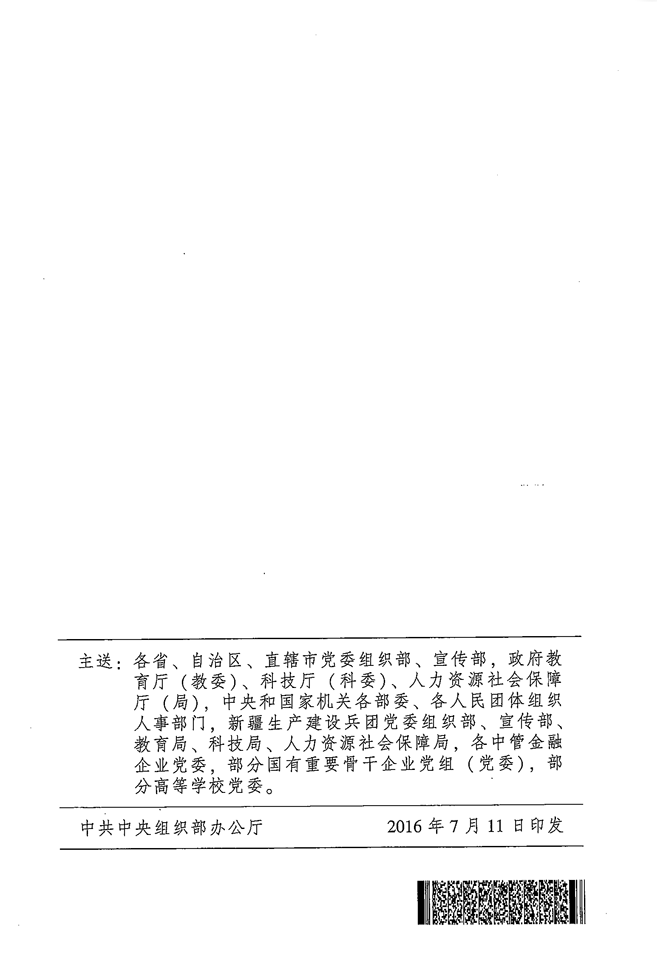 主送：各省、自治区、直辖市党委组织部、宣传部，政府教
育厅（教委）、科技厅（科委）、人力资源社会保障
厅（局），中央和国家机关各部委、各人民团体组织
人事部门，新疆生产建设兵团党委组织部、宣传部、
教育局、科技局、人力资源社会保障局，各中管金融
企业党委，部分国有重要骨干企业党组（党委），部
分高等学校党委。
中共中央组织部办公厅 2016年7月11日印发